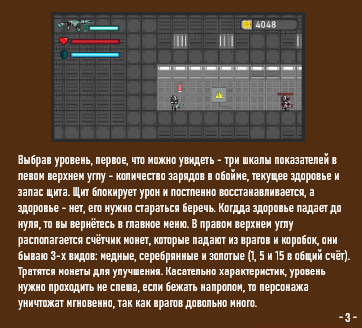 4048
Выбрав уровень, первое, что можно увидеть - три шкалы показателей в
левом верхнем углу - количество зарядов в обойме, текущее здоровье и
запас щита. Щит блокирует урон и постпенно восстанавливается, а
здоровье - нет, его нужно стараться беречь. Когдда здоровье падает до
нуля, то вы вернётесь в главное меню. В правом верхнем углу
располагается счётчик монет, которые падают из врагов и коробок, они
бываю 3-х видов: медные, серебрянные и золотые (1, 5 и 15 в общий счёт).
Тратятся монеты для улучшения. Касательно характеристик, уровень
нужно проходить не спеша, если бежать напролом, то персонажа
уничтожат мгновенно, так как врагов довольно много.
- 3 -